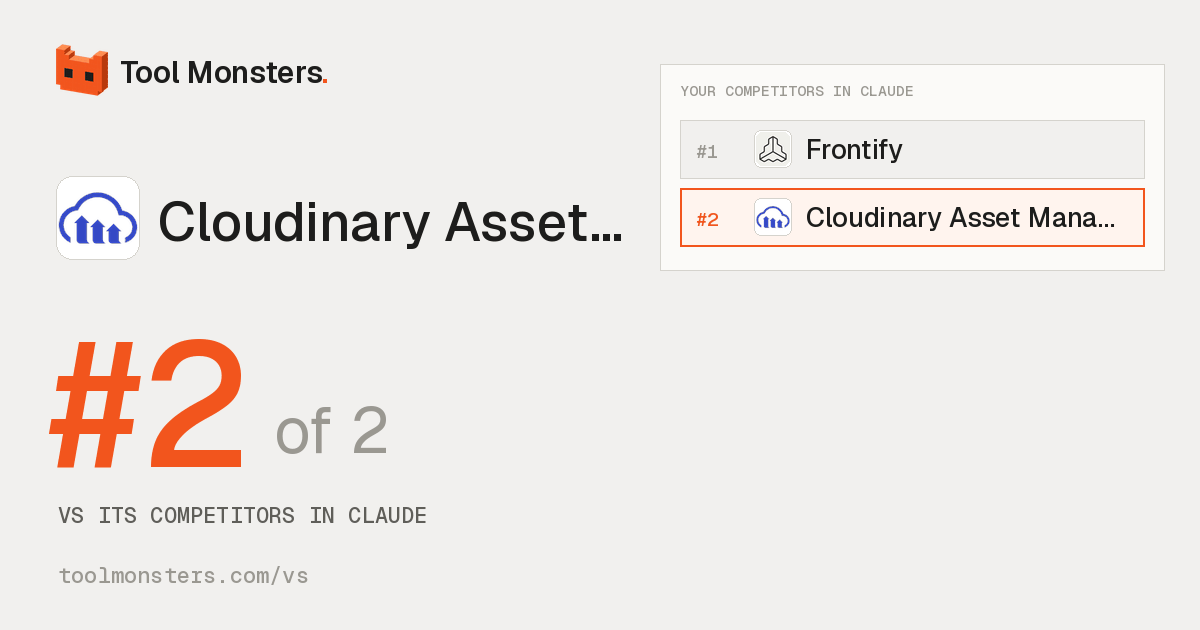 Tool Monsters.
Cloudinary Asset...
#2 of 2
VS ITS COMPETITORS IN CLAUDE
toolmonsters.com/vs
YOUR COMPETITORS IN CLAUDE
#1 Frontify
#2 Cloudinary Asset Mana...